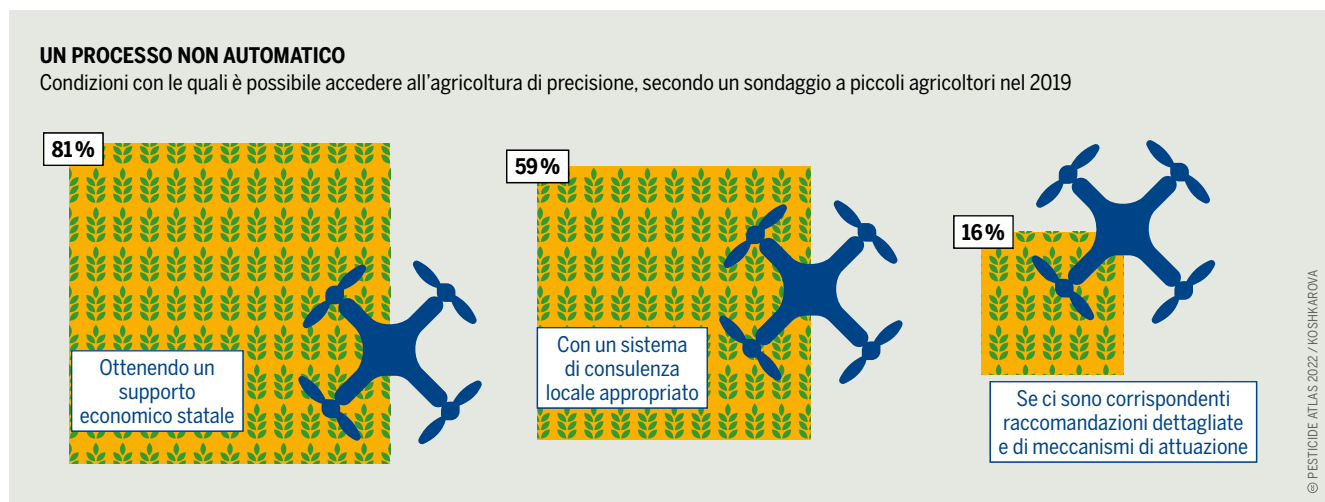 UN PROCESSO NON AUTOMATICO
Condizioni con le quali è possibile accedere all’agricoltura di precisione, secondo un sondaggio a piccoli agricoltori nel 2019
81 %
Ottenendo un
supporto
economico statale
59 %
Con un sistema
di consulenza
locale appropriato
16 %
Se ci sono corrispondenti
raccomandazioni dettagliate
e di meccanismi di attuazione
PESTICIDE ATLAS 2022 / KOSHKAROVA